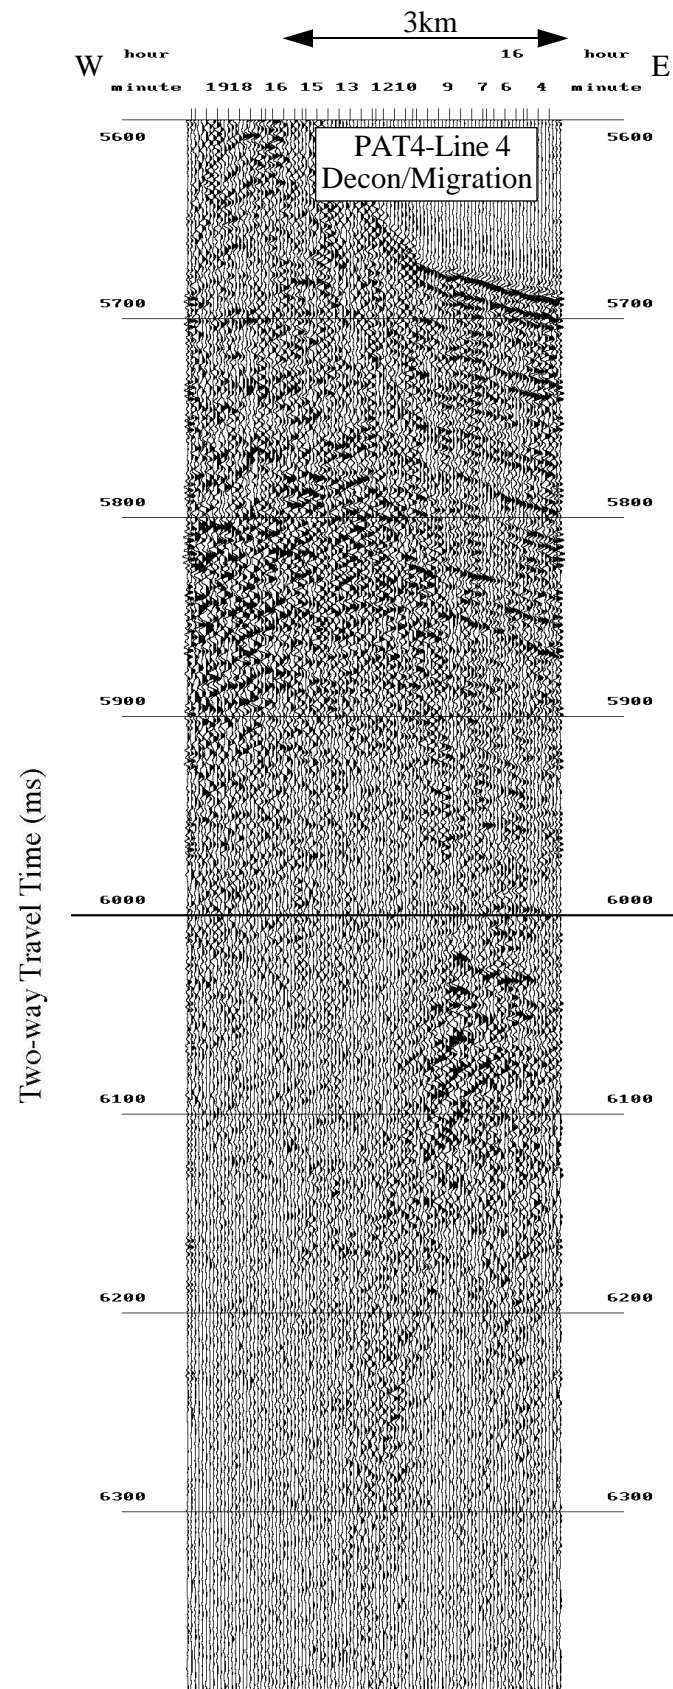 3km
W hour 16 hour E
minute 1918 16 15 13 1210 9 7 6 4 minute
5600 5600
PAT4-Line 4
Decon/Migration
5700 5700
5800 5800
5900 5900
Two-way Travel Time (ms)
6000 6000
6100 6100
6200 6200
6300 6300